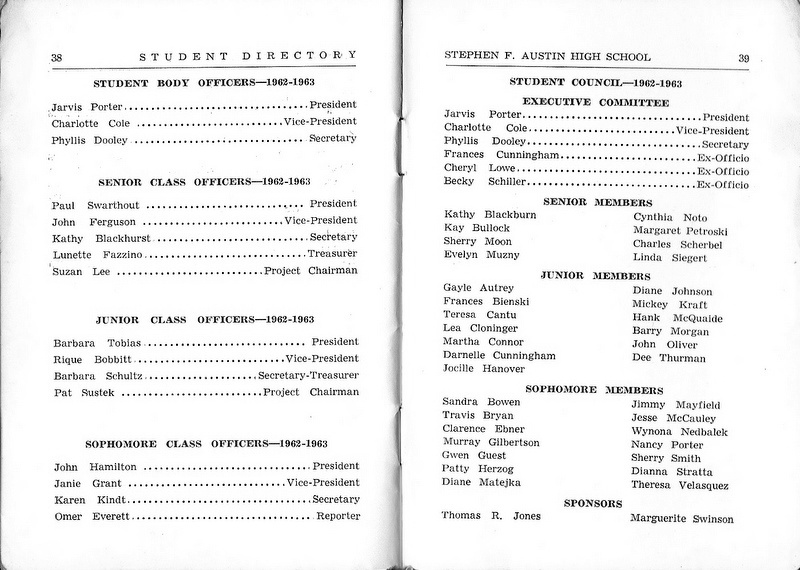 38 STUDENT DIRECTORY
STUDENT BODY OFFICERS—1962-1963
Jarvis Porter................................President
Charlotte Cole ..........................Vice-President
Phyllis Dooley ..............................Secretary
SENIOR CLASS OFFICERS—1962-1963
Paul Swarthout ............................ President
John Ferguson .........................Vice-President
Kathy Blackhurst...........................Secretary
Lunette Fazzino............................Treasurer
Suzan Lee ..........................Project Chairman
JUNIOR CLASS OFFICERS—1962-1963
Barbara Tobias............................. President
Rique Bobbitt...........................Vice-President
Barbara Schultz....................Secretary-Treasurer
Pat Sustek .........................Project Chairman
SOPHOMORE CLASS OFFICERS—1962-1963
John Hamilton ..............................President
Janie Grant ............................Vice-President
Karen Kindt.................................Secretary
Omer Everett................................ Reporter
STEPHEN F. AUSTIN HIGH SCHOOL 39
STUDENT COUNCIL—1962-1963
EXECUTIVE COMMITTEE
Jarvis Porter................................President
Charlotte Cole..........................Vice-President
Phyllis Dooley...............................Secretary
Frances Cunningham........................Ex-Officio
Cheryl Lowe................................Ex-Officio
Becky Schiller..............................Ex-Officio
SENIOR MEMBERS
Kathy Blackburn Cynthia Noto
Kay Bullock Margaret Petroski
Sherry Moon Charles Scherbel
Evelyn Muzny Linda Siegert
JUNIOR MEMBERS
Gayle Autrey Diane Johnson
Frances Bienski Mickey Kraft
Teresa Cantu Hank McQuaide
Lea Cloninger Barry Morgan
Martha Connor John Oliver
Darnelle Cunningham Dee Thurman
Jocille Hanover
SOPHOMORE MEMBERS
Sandra Bowen Jimmy Mayfield
Travis Bryan Jesse McCauley
Clarence Ebner Wynona Nedbalek
Murray Gilbertson Nancy Porter
Gwen Guest Sherry Smith
Patty Herzog Dianna Stratta
Diane Matejka Theresa Velasquez
SPONSORS
Thomas R. Jones Marguerite Swinson